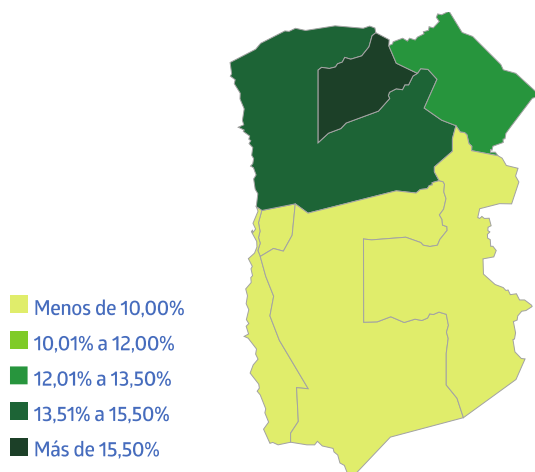 Menos de 10,00%
10,01% a 12,00%
12,01% a 13,50%
13,51% a 15,50%
Más de 15,50%